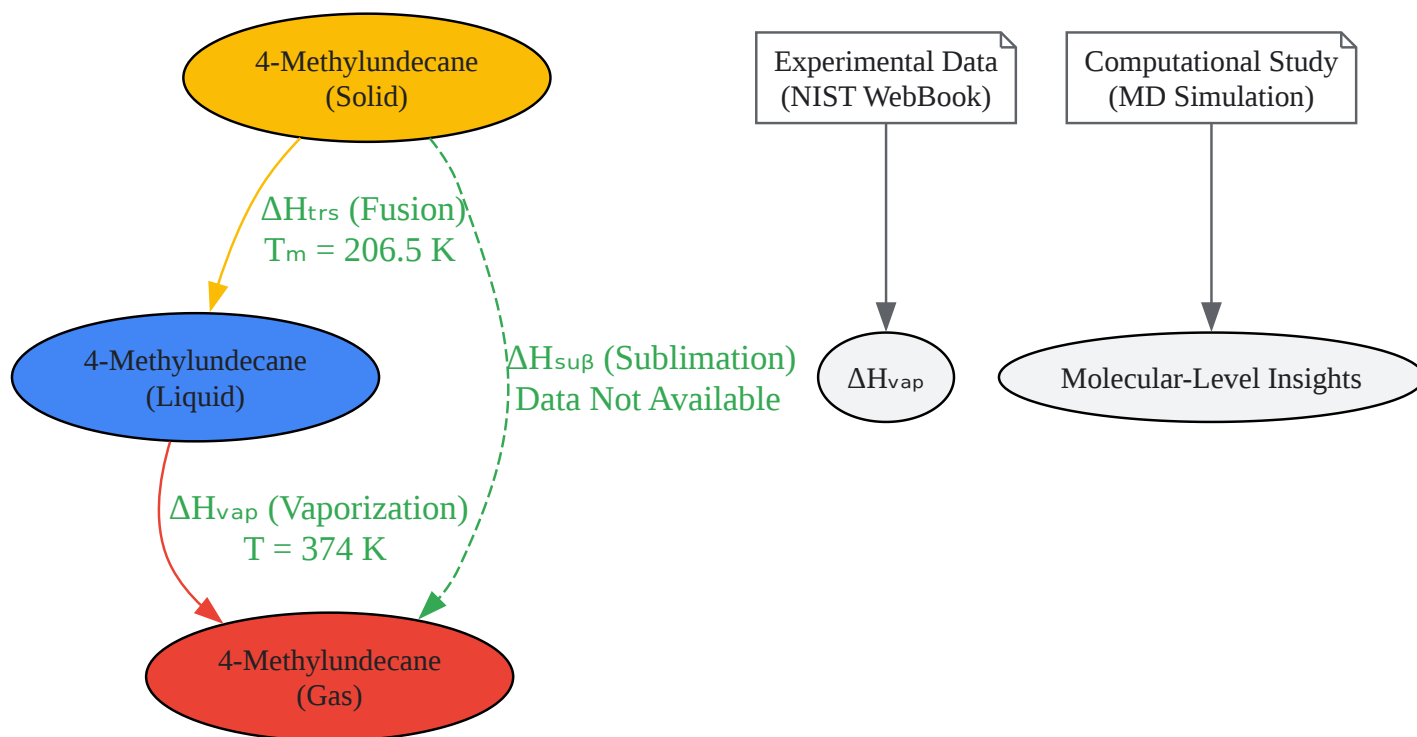 4-Methylundecane
(Solid)
Experimental Data
(NIST WebBook)
Computational Study
(MD Simulation)
ΔHₜᵣₛ (Fusion)
Tₘ = 206.5 K
4-Methylundecane
(Liquid)
ΔHₛᵤᵦ (Sublimation)
Data Not Available
ΔHᵥₐₚ
Molecular-Level Insights
ΔHᵥₐₚ (Vaporization)
T = 374 K
4-Methylundecane
(Gas)